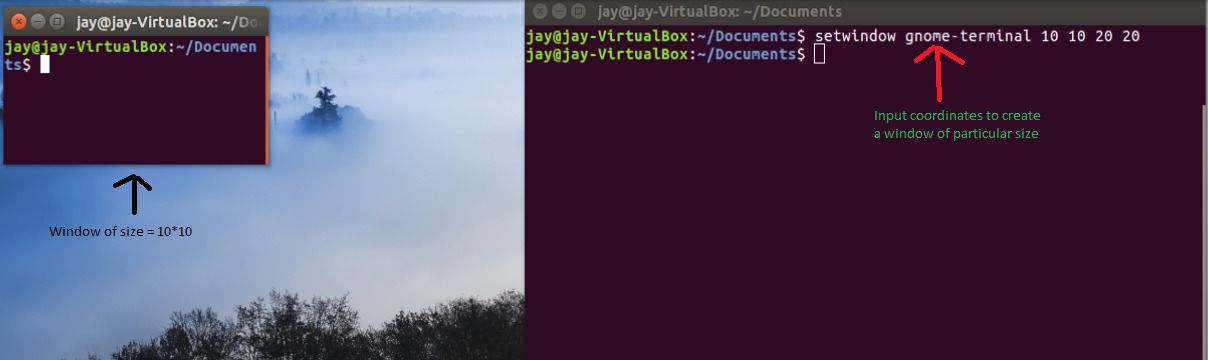 jay@jay-VirtualBox: ~/Do
jay@jay-VirtualBox:~/Documen
ts$
Window of size = 10*10
jay@jay-VirtualBox: ~/Documents
jay@jay-VirtualBox:~/Documents$ setwindow gnome-terminal 10 10 20 20
jay@jay-VirtualBox:~/Documents$
Input coordinates to create
a window of particular size